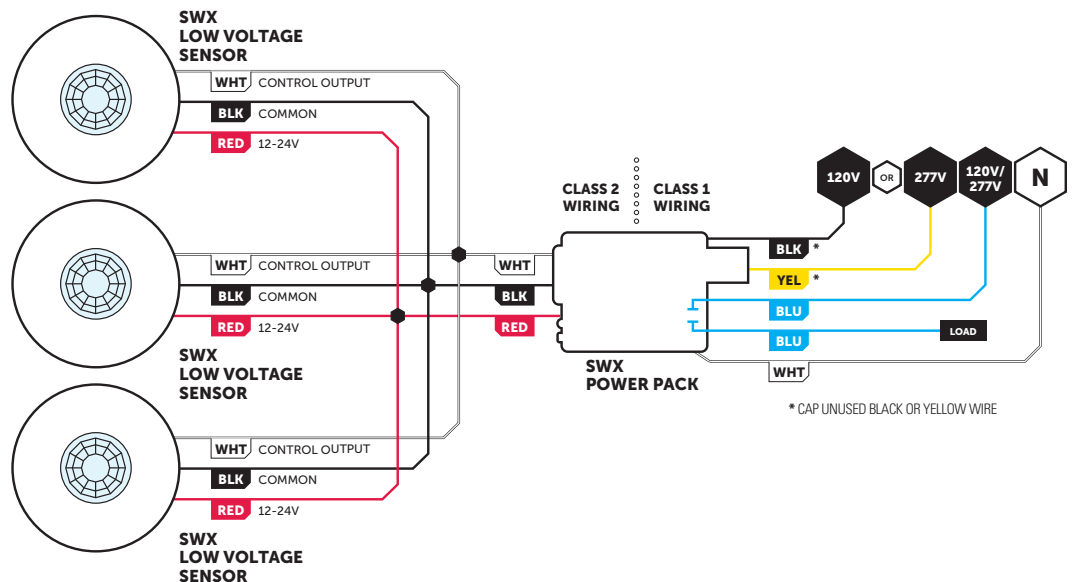 SWX
LOW VOLTAGE
SENSOR
WHT CONTROL OUTPUT
BLK COMMON
RED 12-24V
WHT CONTROL OUTPUT
BLK COMMON
RED 12-24V
SWX
LOW VOLTAGE
SENSOR
WHT CONTROL OUTPUT
BLK COMMON
RED 12-24V
SWX
LOW VOLTAGE
SENSOR
WHT
BLK
RED
CLASS 2
WIRING
CLASS 1
WIRING
SWX
POWER PACK
120V
OR
277V
120V/
277V
N
BLK *
YEL *
BLU
BLU
LOAD
WHT
* CAP UNUSED BLACK OR YELLOW WIRE